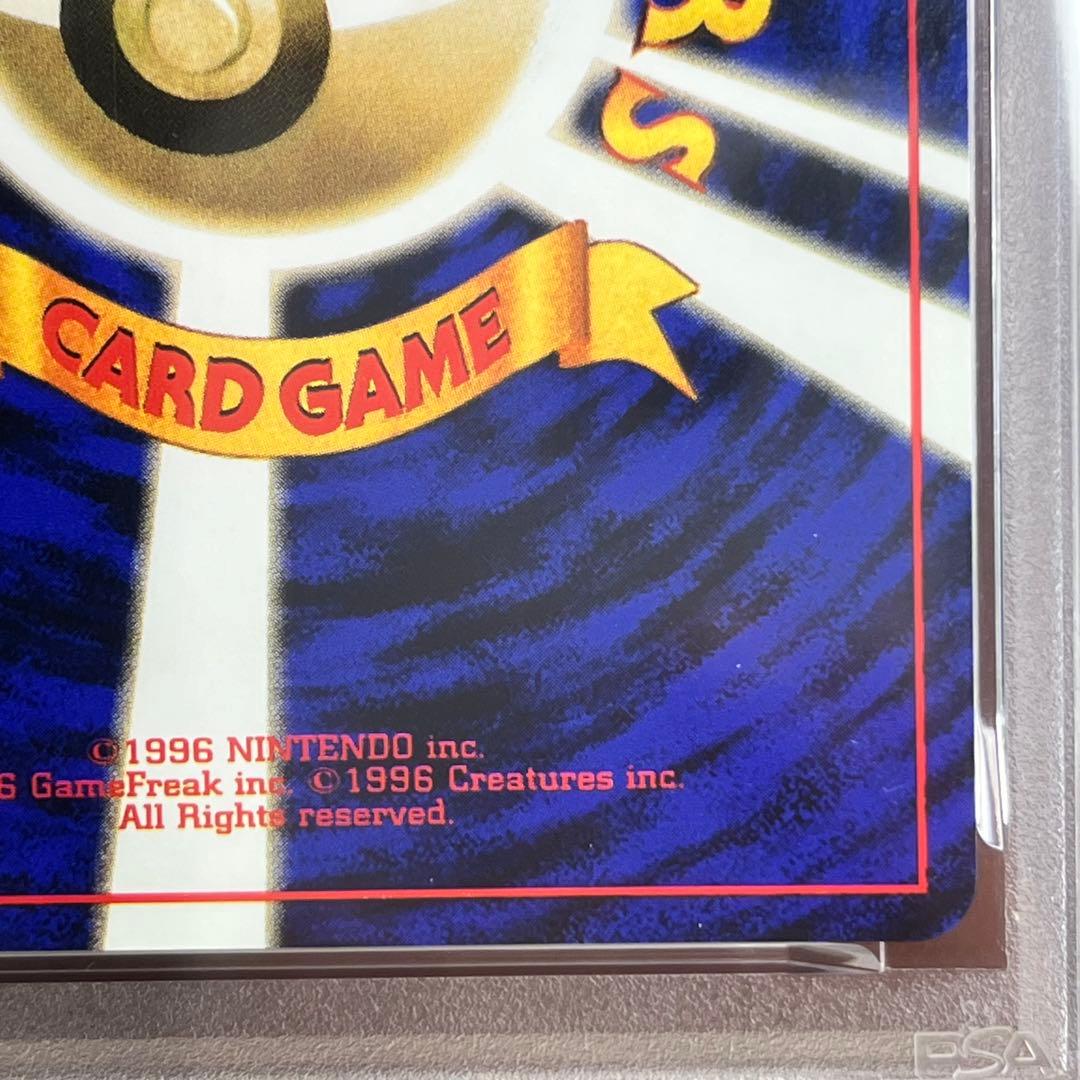 CARD GAME
©1996 NINTENDO inc.
6 GameFreak inc. ©1996 Creatures inc.
All Rights reserved.
PSA